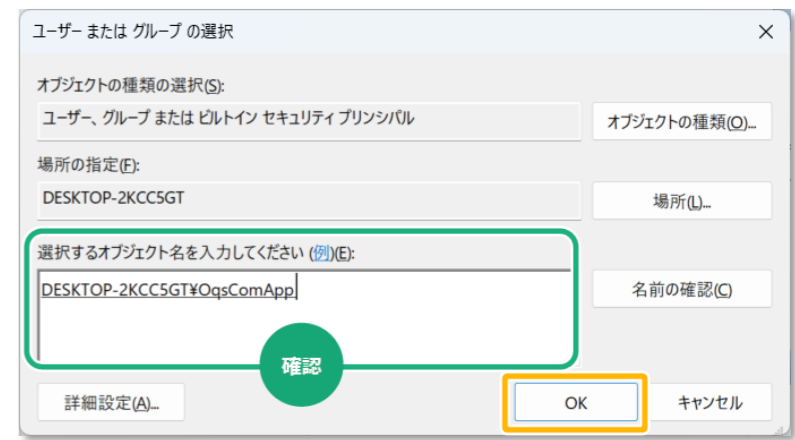 ユーザー または グループ の選択
オブジェクトの種類の選択(S):
ユーザー、グループ または ビルトイン セキュリティ プリンシパル
オブジェクトの種類(O)...
場所の指定(F):
DESKTOP-2KCC5GT
場所(L)...
選択するオブジェクト名を入力してください (例)(E):
DESKTOP-2KCC5GT¥OqsComApp
名前の確認(C)
確認
詳細設定(A)...
OK
キャンセル